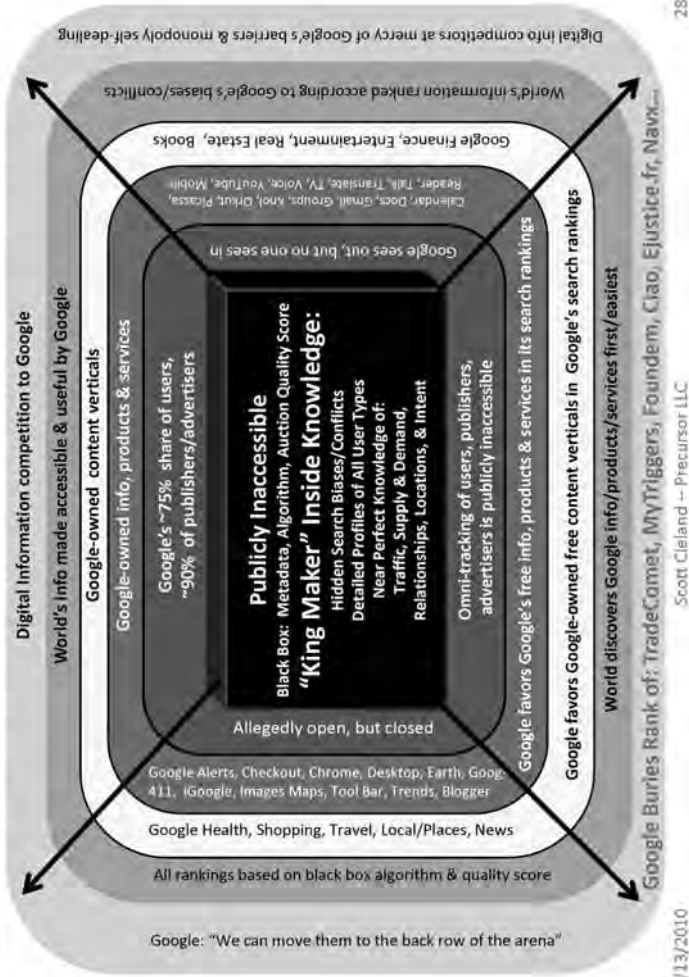 Digital Information competition to Google
World's Info made accessible & useful by Google
Google-owned content verticals
Google-owned info, products & services
Google's ~75% share of users,
~90% of publishers/advertisers
Publicly Inaccessible
Black Box: Metadata, Algorithm, Auction Quality Score
"King Maker" Inside Knowledge:
Hidden Search Biases/Conflicts
Detailed Profiles of All User Types
Near Perfect Knowledge of:
Traffic, Supply & Demand,
Relationships, Locations, & Intent
Omni-tracking of users, publishers,
advertisers is publicly inaccessible
Google favors Google's free info, products & services in its search rankings
Google favors Google-owned free content verticals in Google's search rankings
World discovers Google info/products/services first/easiest
Google: "We can move them to the back row of the arena"
All rankings based on black box algorithm & quality score
Google Health, Shopping, Travel, Local/Places, News
Google Alerts, Checkout, Chrome, Desktop, Earth, Goog-
411, iGoogle, Images Maps, Tool Bar, Trends, Blogger
Allegedly open, but closed
Google sees out, but no one sees in
Calendar, Docs, Gmail, Groups, Knol, Orkut, Picassa,
Reader, Talk, Translate, TV, Voice, YouTube, Mobile
Google Finance, Entertainment, Real Estate, Books
World's information ranked according to Google's biases/conflicts
Digital info competitors at mercy of Google's barriers & monopoly self-dealing
Google Buries Rank of: TradeComet, MyTriggers, Foundem, Ciao, Ejustice.fr, Navx...
/13/2010
Scott Cleland -- Precursor LLC
28